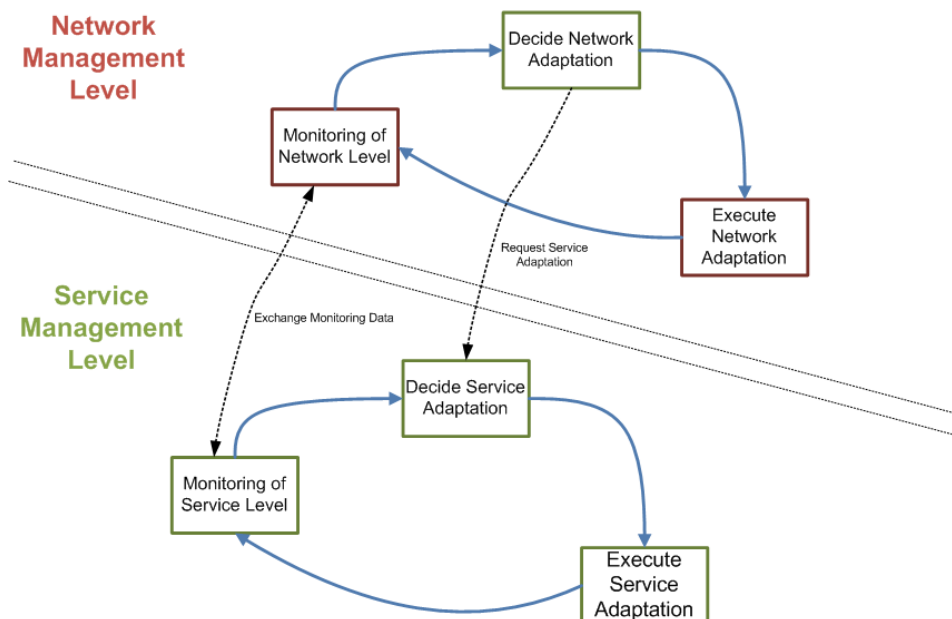 Network
Management
Level
Decide Network
Adaptation
Monitoring of
Network Level
Execute
Network
Adaptation
Request Service
Adaptation
Service
Management
Level
Exchange Monitoring Data
Decide Service
Adaptation
Monitoring of
Service Level
Execute
Service
Adaptation